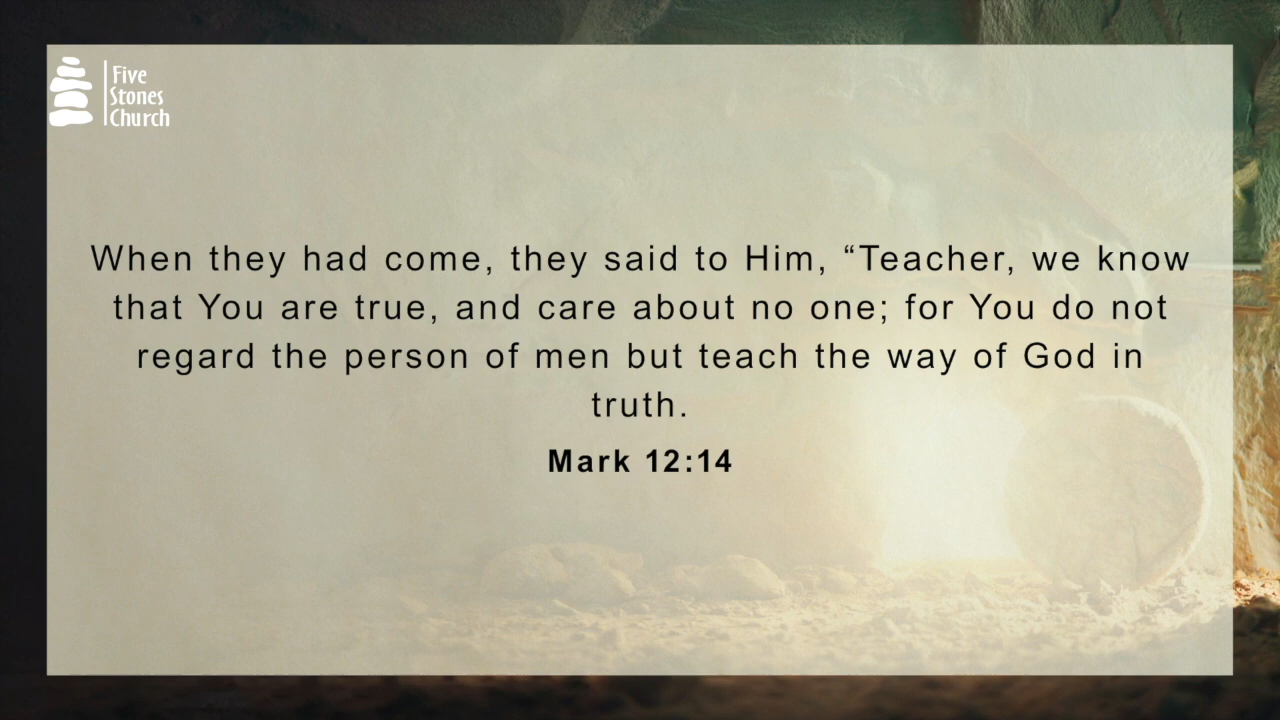 Five
Stones
Church
When they had come, they said to Him, “Teacher, we know
that You are true, and care about no one; for You do not
regard the person of men but teach the way of God in
truth.
Mark 12:14